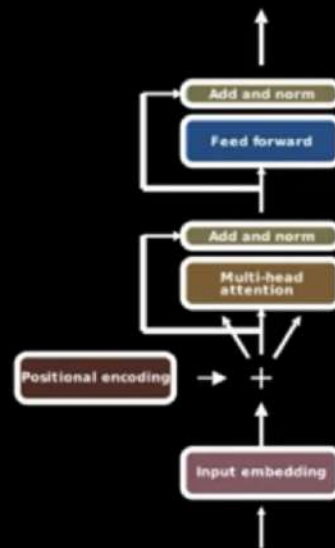 Add and norm
Feed forward
Add and norm
Multi-head
attention
Positional encoding
+
Input embedding